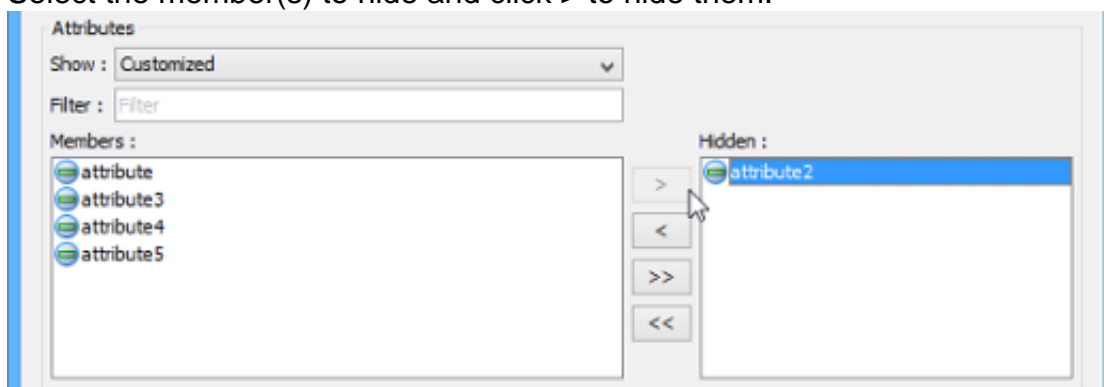 Select the member(s) to hide and click > to hide them.
Attributes
Show : Customized
Filter : Filter
Members :
Hidden :
attribute
attribute3
attribute4
attribute5
>
<
>>
<<
attribute2